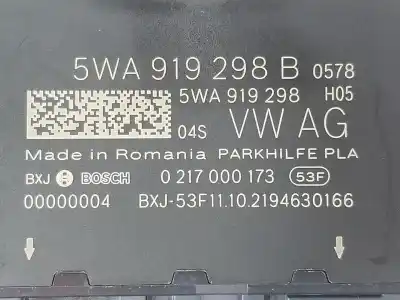 5WA 919 298 B 0578
5WA 919 298 H05
04S VW AG
Made in Romania PARKHILFE PLA
BXJ BOSCH 0 217 000 173 53F
00000004 BXJ-53F11.10.2194630166